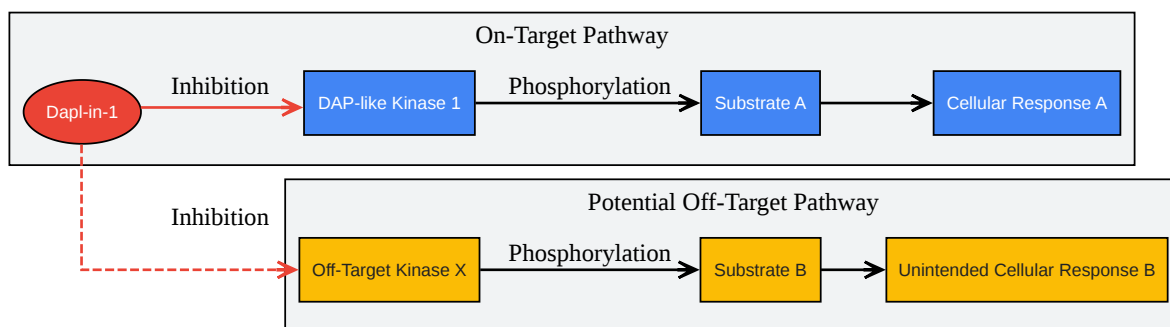 On-Target Pathway
Inhibition
Phosphorylation
Dapl-in-1
DAP-like Kinase 1
Substrate A
Cellular Response A
Potential Off-Target Pathway
Inhibition
Phosphorylation
Off-Target Kinase X
Substrate B
Unintended Cellular Response B